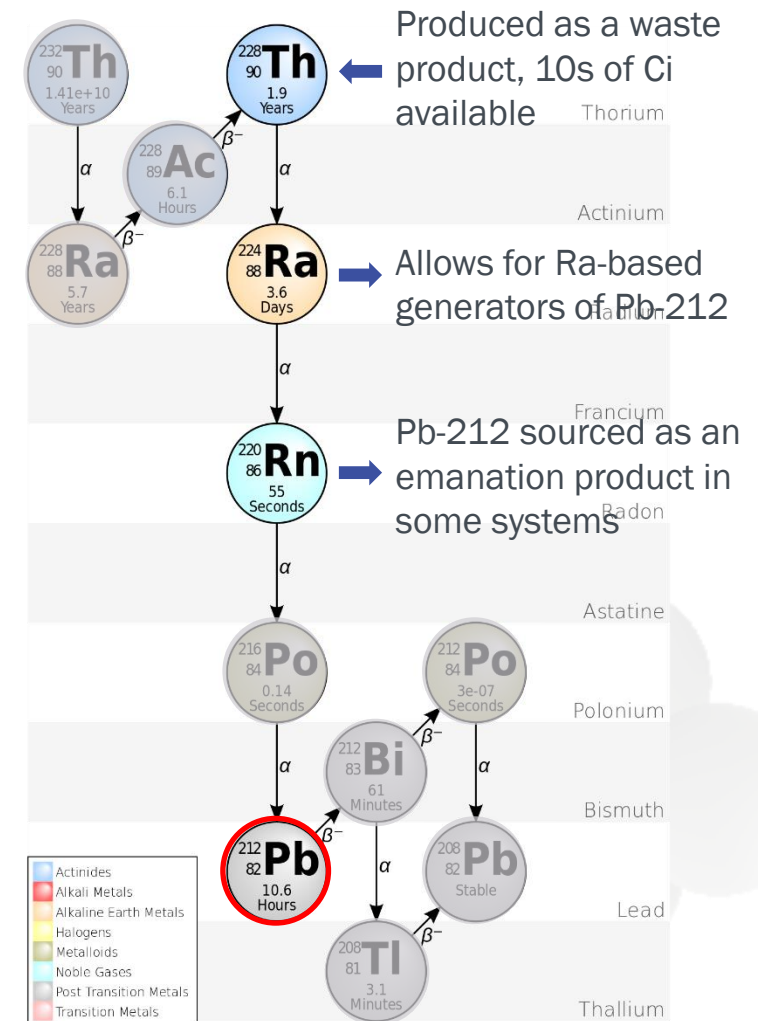 Produced as a waste
product, 10s of Ci
available
232
90
Th
1.41e+10
Years
228
90
Th
1.9
Years
Thorium
α
β−
228
89
Ac
6.1
Hours
α
Actinium
β−
228
88
Ra
5.7
Years
224
88
Ra
3.6
Days
Allows for Ra-based
generators of Pb-212
Radium
α
Francium
220
86
Rn
55
Seconds
Pb-212 sourced as an
emanation product in
some systems
Radon
α
Astatine
216
84
Po
0.14
Seconds
212
84
Po
3e-07
Seconds
Polonium
β−
α
212
83
Bi
61
Minutes
α
Bismuth
β−
212
82
Pb
10.6
Hours
α
208
82
Pb
Stable
Lead
β−
208
81
Tl
3.1
Minutes
Thallium
Actinides
Alkali Metals
Alkaline Earth Metals
Halogens
Metalloids
Noble Gases
Post Transition Metals
Transition Metals